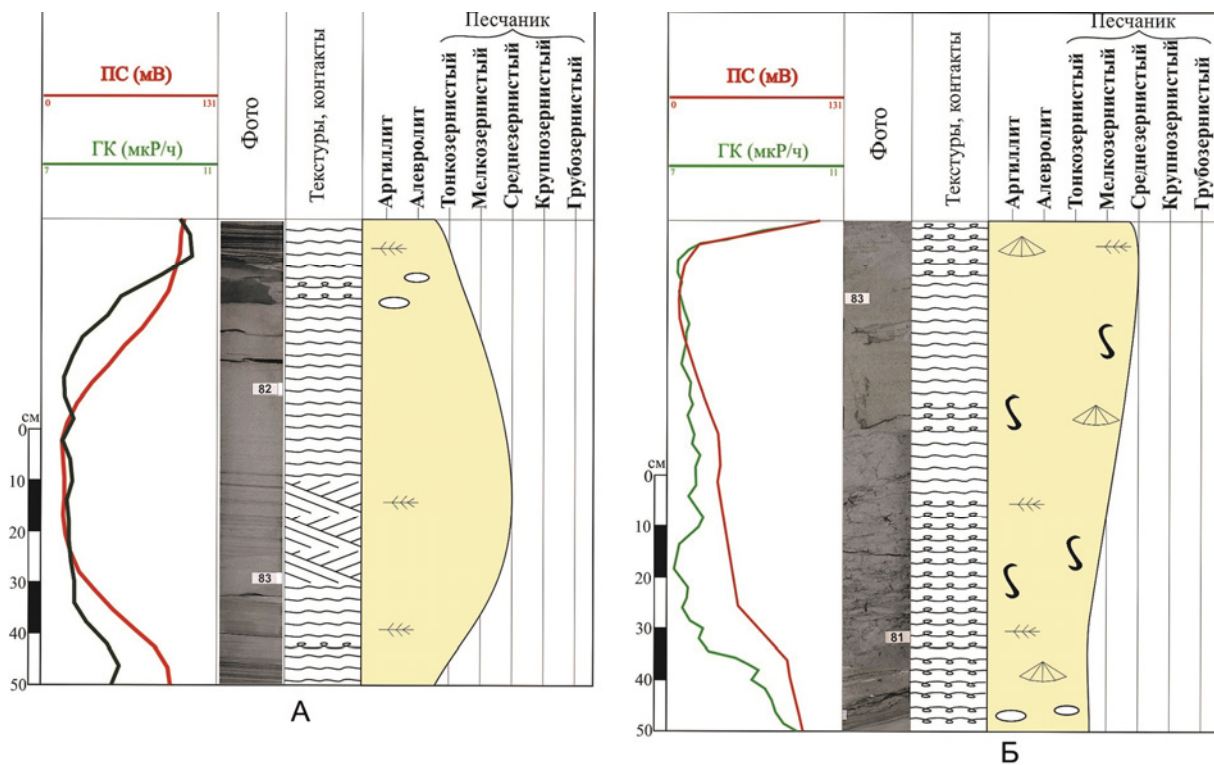 Песчаник
ПС (мВ)
0 131
ГК (мкР/ч)
7 11
Фото
Текстуры, контакты
Аргиллит
Алевролит
Тонкозернистый
Мелкозернистый
Среднезернистый
Крупнозернистый
Грубозернистый
82
83
см
0
10
20
30
40
50
А
Песчаник
ПС (мВ)
0 131
ГК (мкР/ч)
7 11
Фото
Текстуры, контакты
Аргиллит
Алевролит
Тонкозернистый
Мелкозернистый
Среднезернистый
Крупнозернистый
Грубозернистый
83
81
см
0
10
20
30
40
50
Б